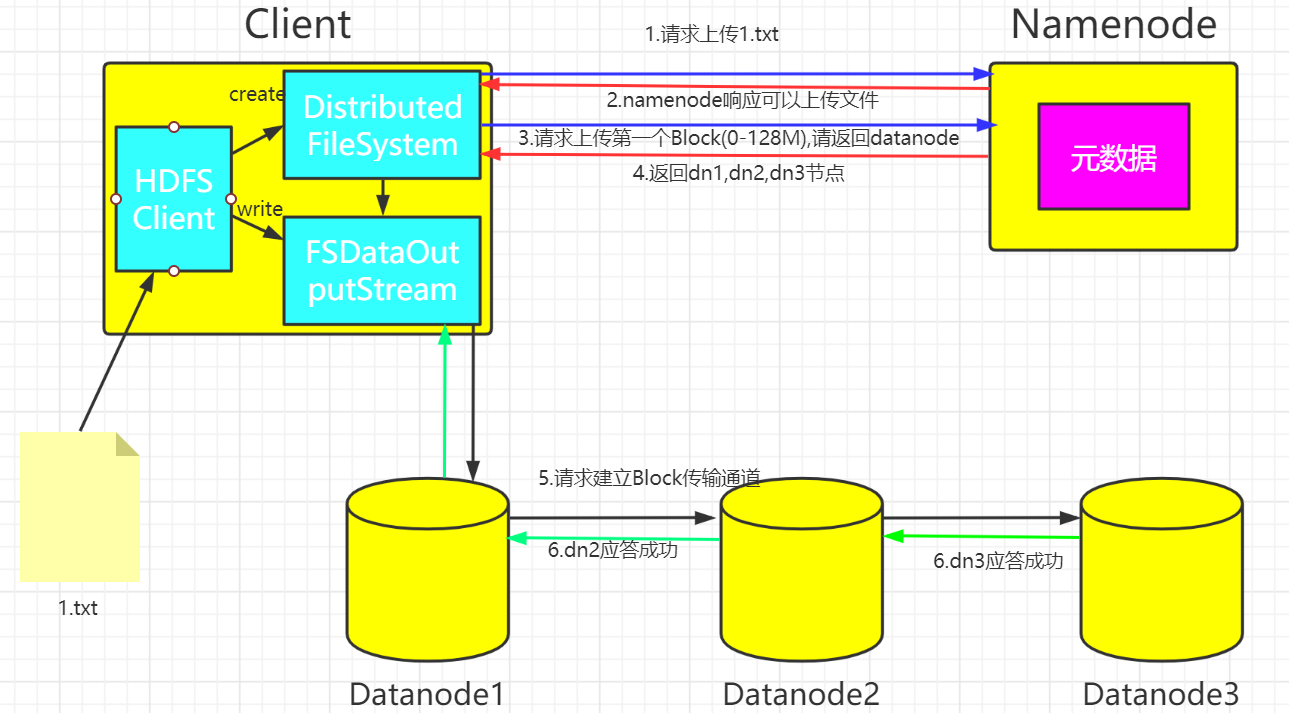 Client
Namenode
1.请求上传1.txt
create
Distributed
FileSystem
2.namenode响应可以上传文件
3.请求上传第一个Block(0-128M),请返回datanode
4.返回dn1,dn2,dn3节点
元数据
HDFS
Client
write
FSDataOut
putStream
5.请求建立Block传输通道
6.dn2应答成功
6.dn3应答成功
1.txt
Datanode1
Datanode2
Datanode3